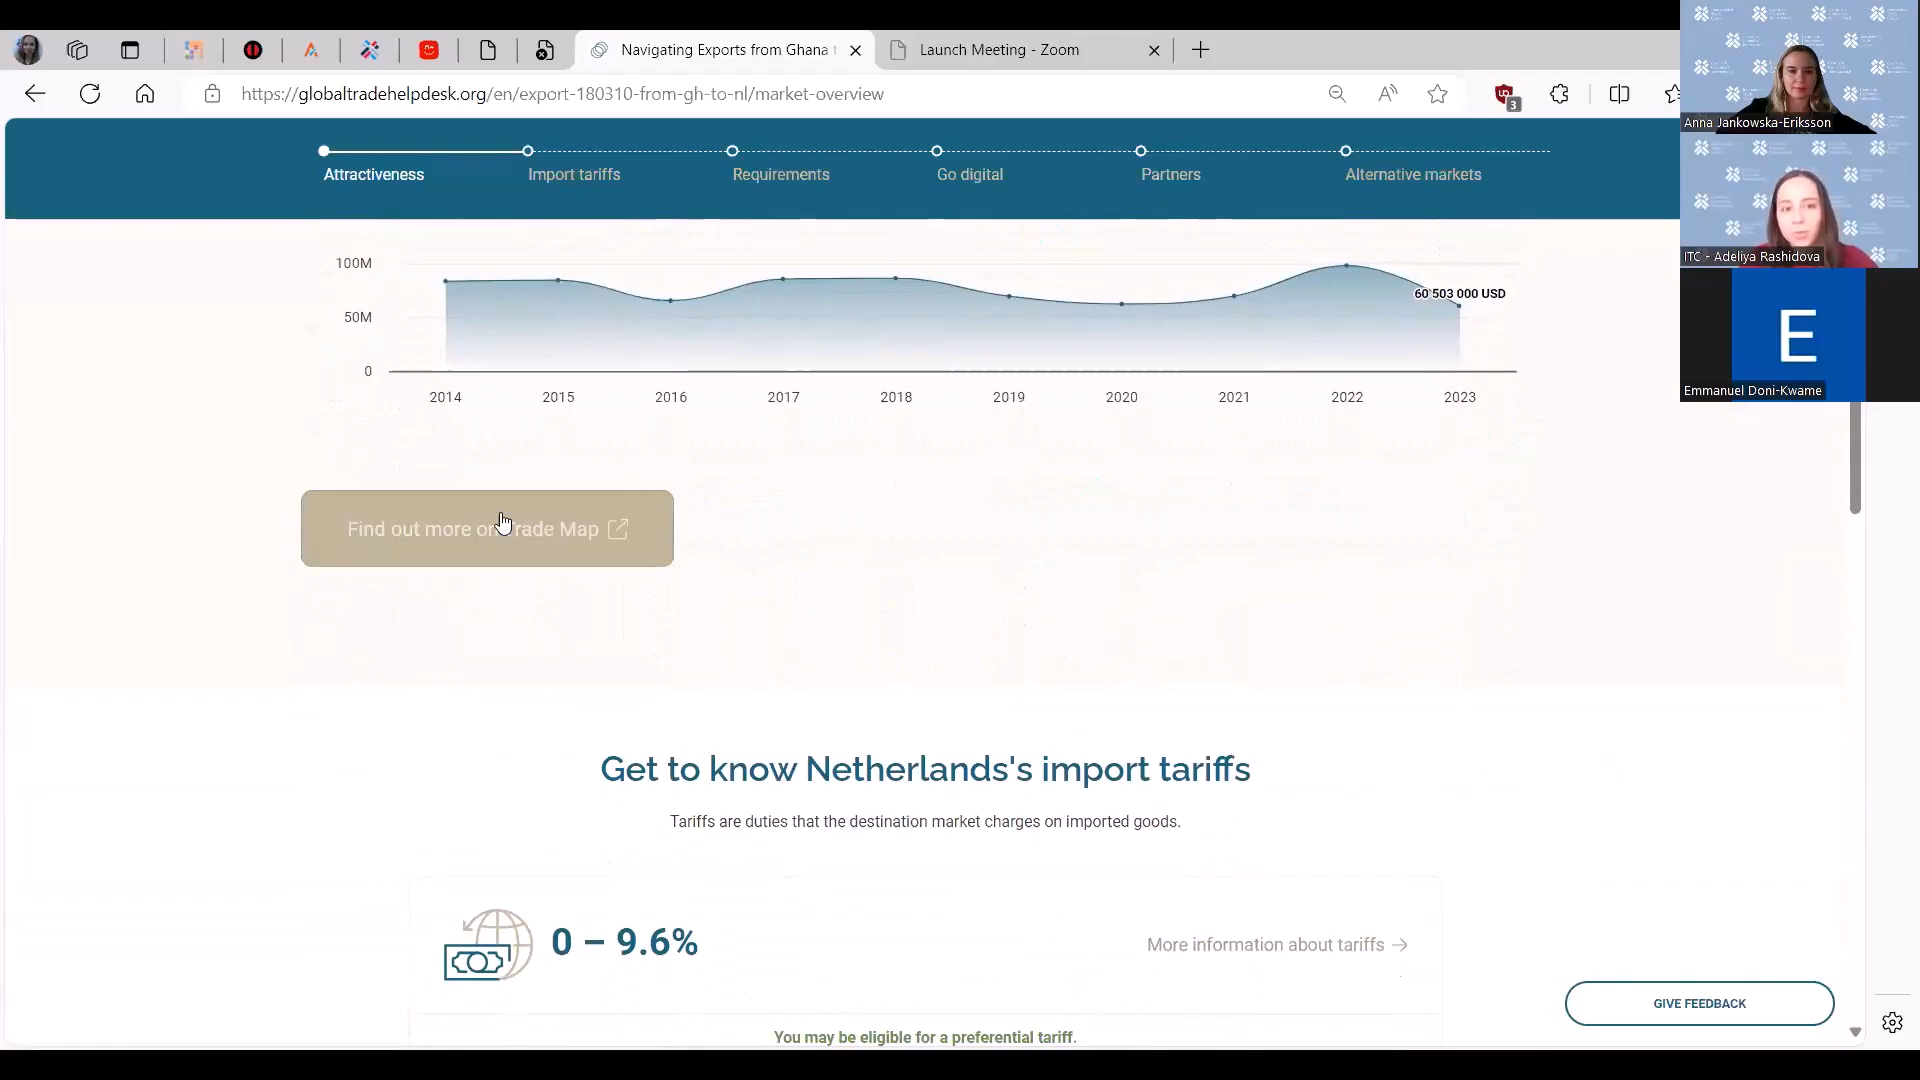 Navigating Exports from Ghana t
Launch Meeting - Zoom
https://globaltradehelpdesk.org/en/export-180310-from-gh-to-nl/market-overview
3
Anna Jankowska-Eriksson
ITC - Adeliya Rashidova
E
Emmanuel Doni-Kwame
Attractiveness
Import tariffs
Requirements
Go digital
Partners
Alternative markets
100M
50M
0
60 503 000 USD
2014 2015 2016 2017 2018 2019 2020 2021 2022 2023
Find out more on Trade Map
Get to know Netherlands's import tariffs
Tariffs are duties that the destination market charges on imported goods.
0 – 9.6%
More information about tariffs
You may be eligible for a preferential tariff.
GIVE FEEDBACK